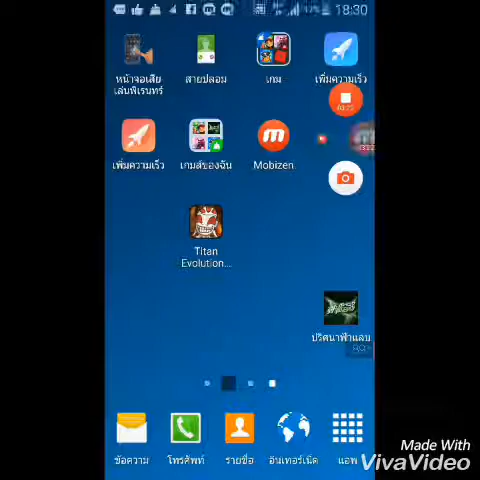 18:30
หน้าจอเสีย
เล่นพิเรนทร์
สายปลอม
เกม
เพิ่มความเร็ว
เพิ่มความเร็ว
เกมส์ของฉัน
Mobizen
Titan
Evolution...
ปริศนาฟ้าแลบ
ข้อความ
โทรศัพท์
รายชื่อ
อินเทอร์เน็ต
แอพ
Made With
VivaVideo